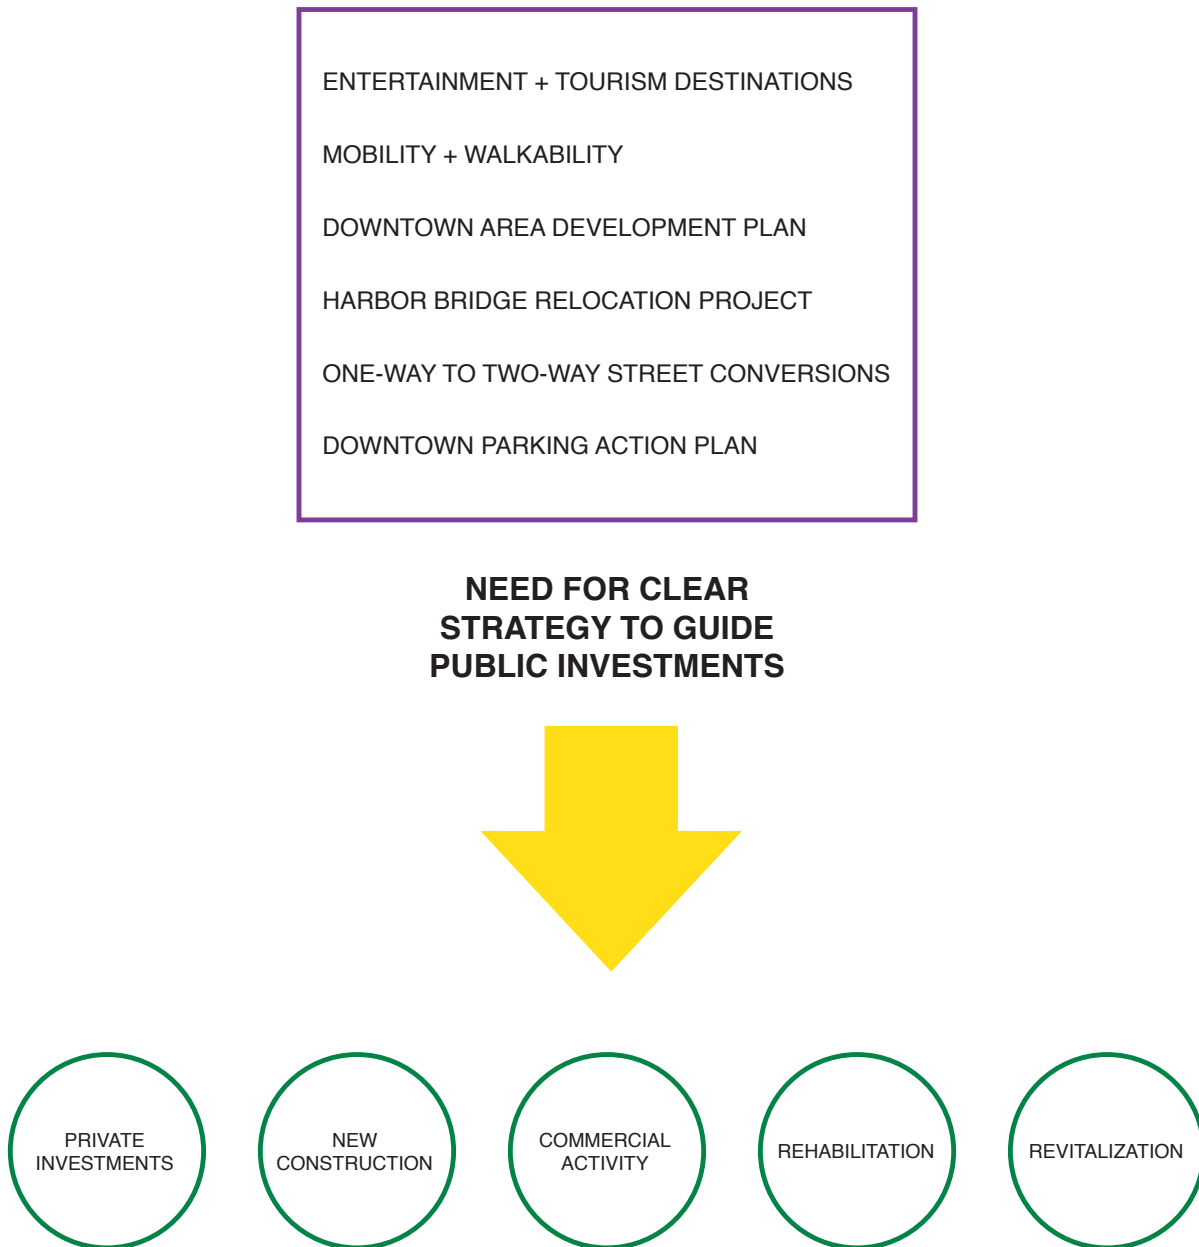 ENTERTAINMENT + TOURISM DESTINATIONS
MOBILITY + WALKABILITY
DOWNTOWN AREA DEVELOPMENT PLAN
HARBOR BRIDGE RELOCATION PROJECT
ONE-WAY TO TWO-WAY STREET CONVERSIONS
DOWNTOWN PARKING ACTION PLAN
NEED FOR CLEAR
STRATEGY TO GUIDE
PUBLIC INVESTMENTS
PRIVATE
INVESTMENTS
NEW
CONSTRUCTION
COMMERCIAL
ACTIVITY
REHABILITATION
REVITALIZATION